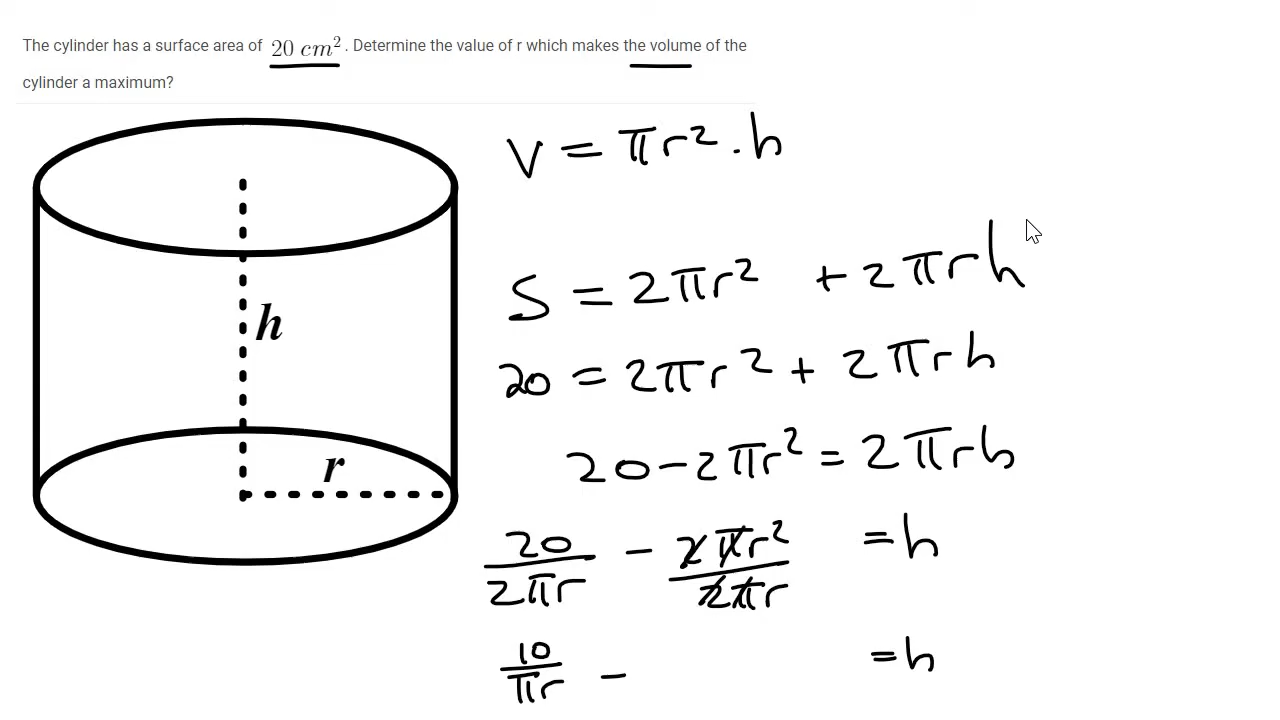 The cylinder has a surface area of 20 cm². Determine the value of r which makes the volume of the
cylinder a maximum?
V = πr² . h
S = 2πr² + 2πrh
h
20 = 2πr² + 2πrh
r
20 - 2πr² = 2πrh
20/2πr - 2πr²/2πr = h
10/πr - = h